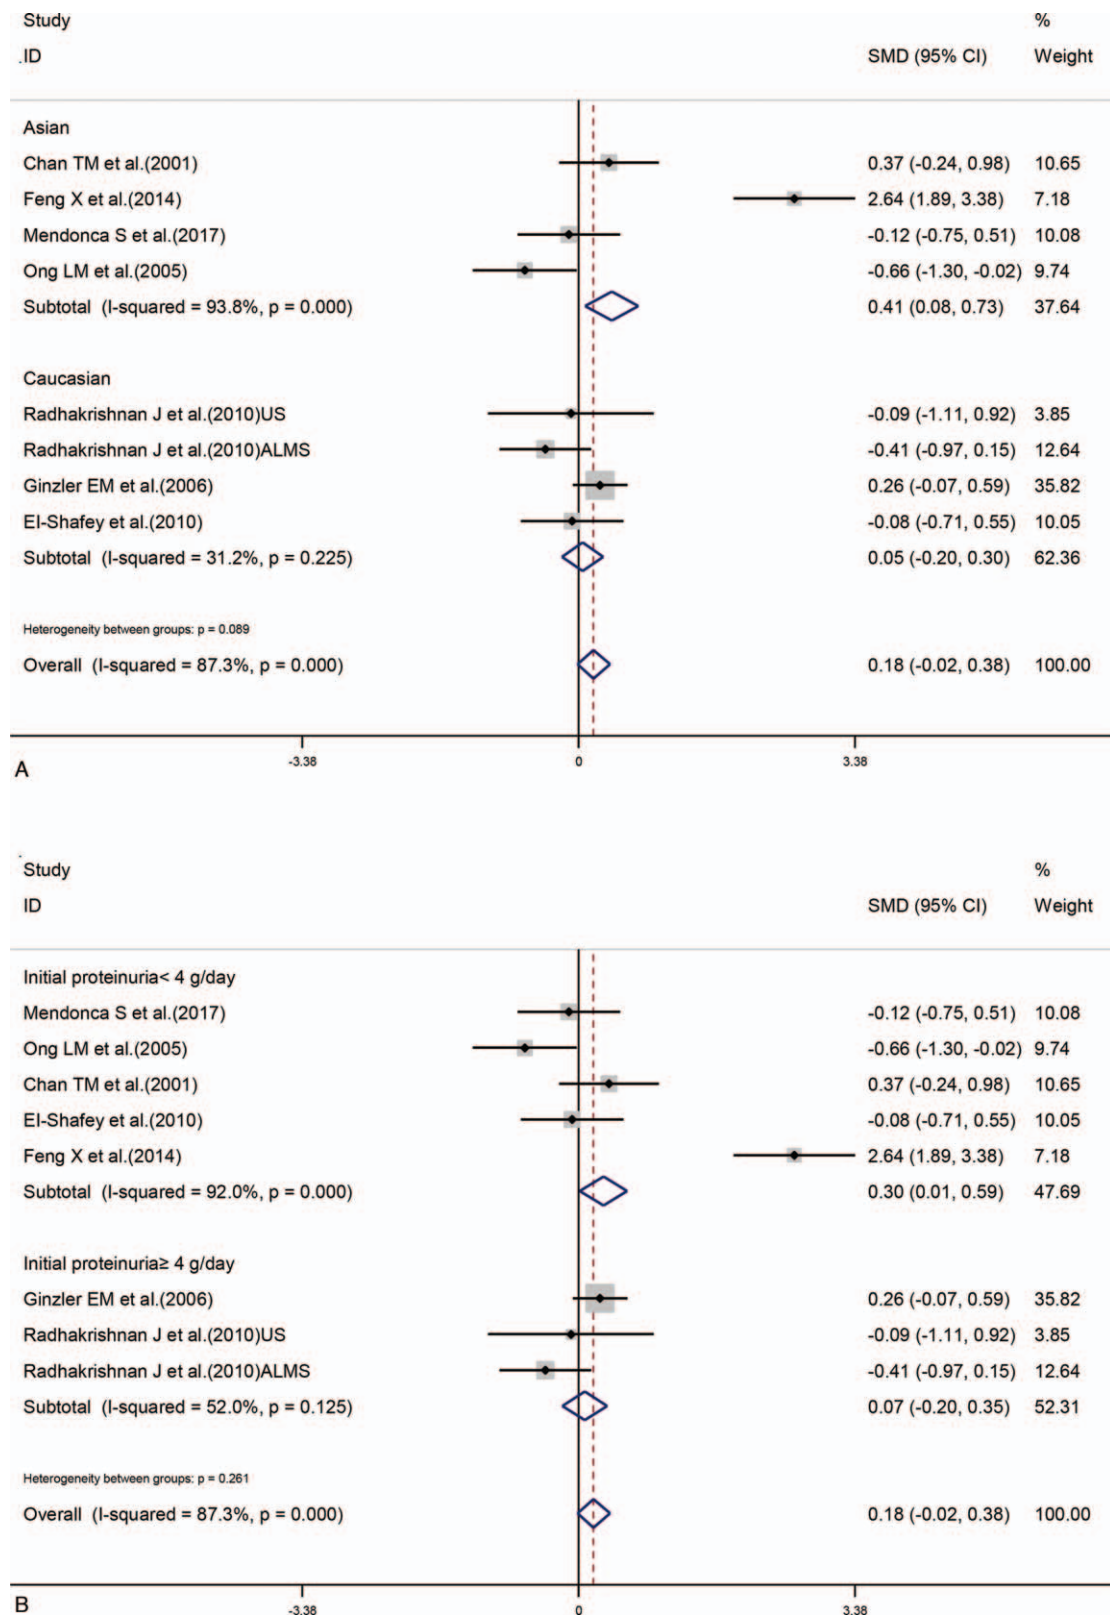 Study %
.ID SMD (95% CI) Weight
Asian
Chan TM et al.(2001) 0.37 (-0.24, 0.98) 10.65
Feng X et al.(2014) 2.64 (1.89, 3.38) 7.18
Mendonca S et al.(2017) -0.12 (-0.75, 0.51) 10.08
Ong LM et al.(2005) -0.66 (-1.30, -0.02) 9.74
Subtotal (I-squared = 93.8%, p = 0.000) 0.41 (0.08, 0.73) 37.64
Caucasian
Radhakrishnan J et al.(2010)US -0.09 (-1.11, 0.92) 3.85
Radhakrishnan J et al.(2010)ALMS -0.41 (-0.97, 0.15) 12.64
Ginzler EM et al.(2006) 0.26 (-0.07, 0.59) 35.82
EI-Shafey et al.(2010) -0.08 (-0.71, 0.55) 10.05
Subtotal (I-squared = 31.2%, p = 0.225) 0.05 (-0.20, 0.30) 62.36
Heterogeneity between groups: p = 0.089
Overall (I-squared = 87.3%, p = 0.000) 0.18 (-0.02, 0.38) 100.00
-3.38 0 3.38
A
Study %
ID SMD (95% CI) Weight
Initial proteinuria< 4 g/day
Mendonca S et al.(2017) -0.12 (-0.75, 0.51) 10.08
Ong LM et al.(2005) -0.66 (-1.30, -0.02) 9.74
Chan TM et al.(2001) 0.37 (-0.24, 0.98) 10.65
EI-Shafey et al.(2010) -0.08 (-0.71, 0.55) 10.05
Feng X et al.(2014) 2.64 (1.89, 3.38) 7.18
Subtotal (I-squared = 92.0%, p = 0.000) 0.30 (0.01, 0.59) 47.69
Initial proteinuria≥ 4 g/day
Ginzler EM et al.(2006) 0.26 (-0.07, 0.59) 35.82
Radhakrishnan J et al.(2010)US -0.09 (-1.11, 0.92) 3.85
Radhakrishnan J et al.(2010)ALMS -0.41 (-0.97, 0.15) 12.64
Subtotal (I-squared = 52.0%, p = 0.125) 0.07 (-0.20, 0.35) 52.31
Heterogeneity between groups: p = 0.261
Overall (I-squared = 87.3%, p = 0.000) 0.18 (-0.02, 0.38) 100.00
-3.38 0 3.38
B